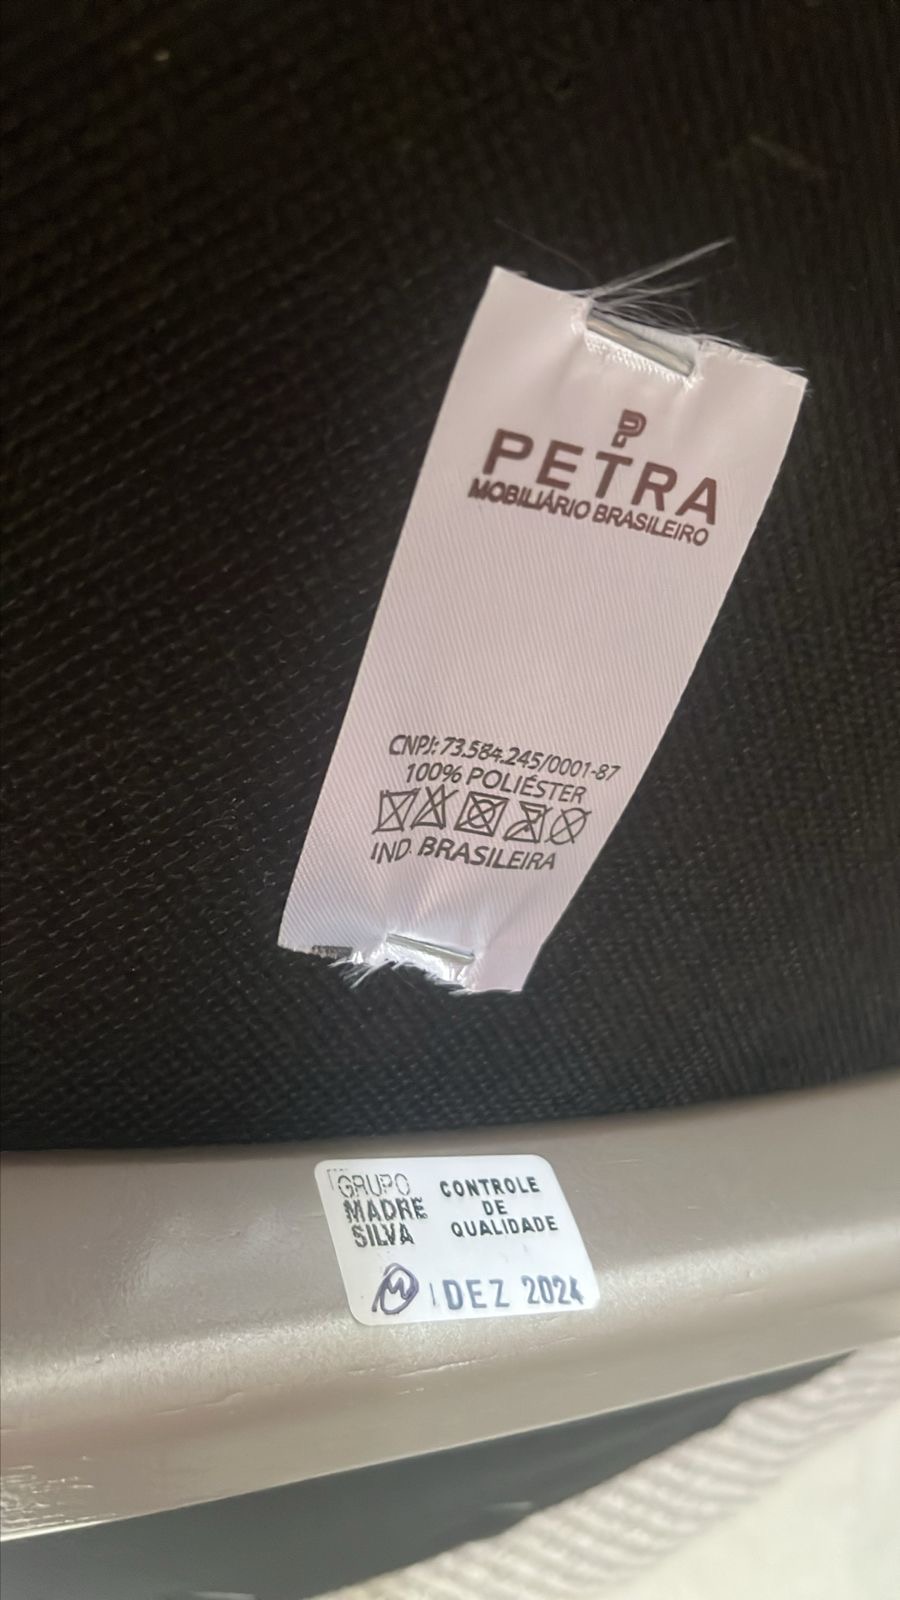 PETRA
MOBILIÁRIO BRASILEIRO
CNPJ: 73.584.245/0001-87
100% POLIÉSTER
IND. BRASILEIRA
GRUPO
MADRE
SILVA
CONTROLE
DE
QUALIDADE
DEZ 2024